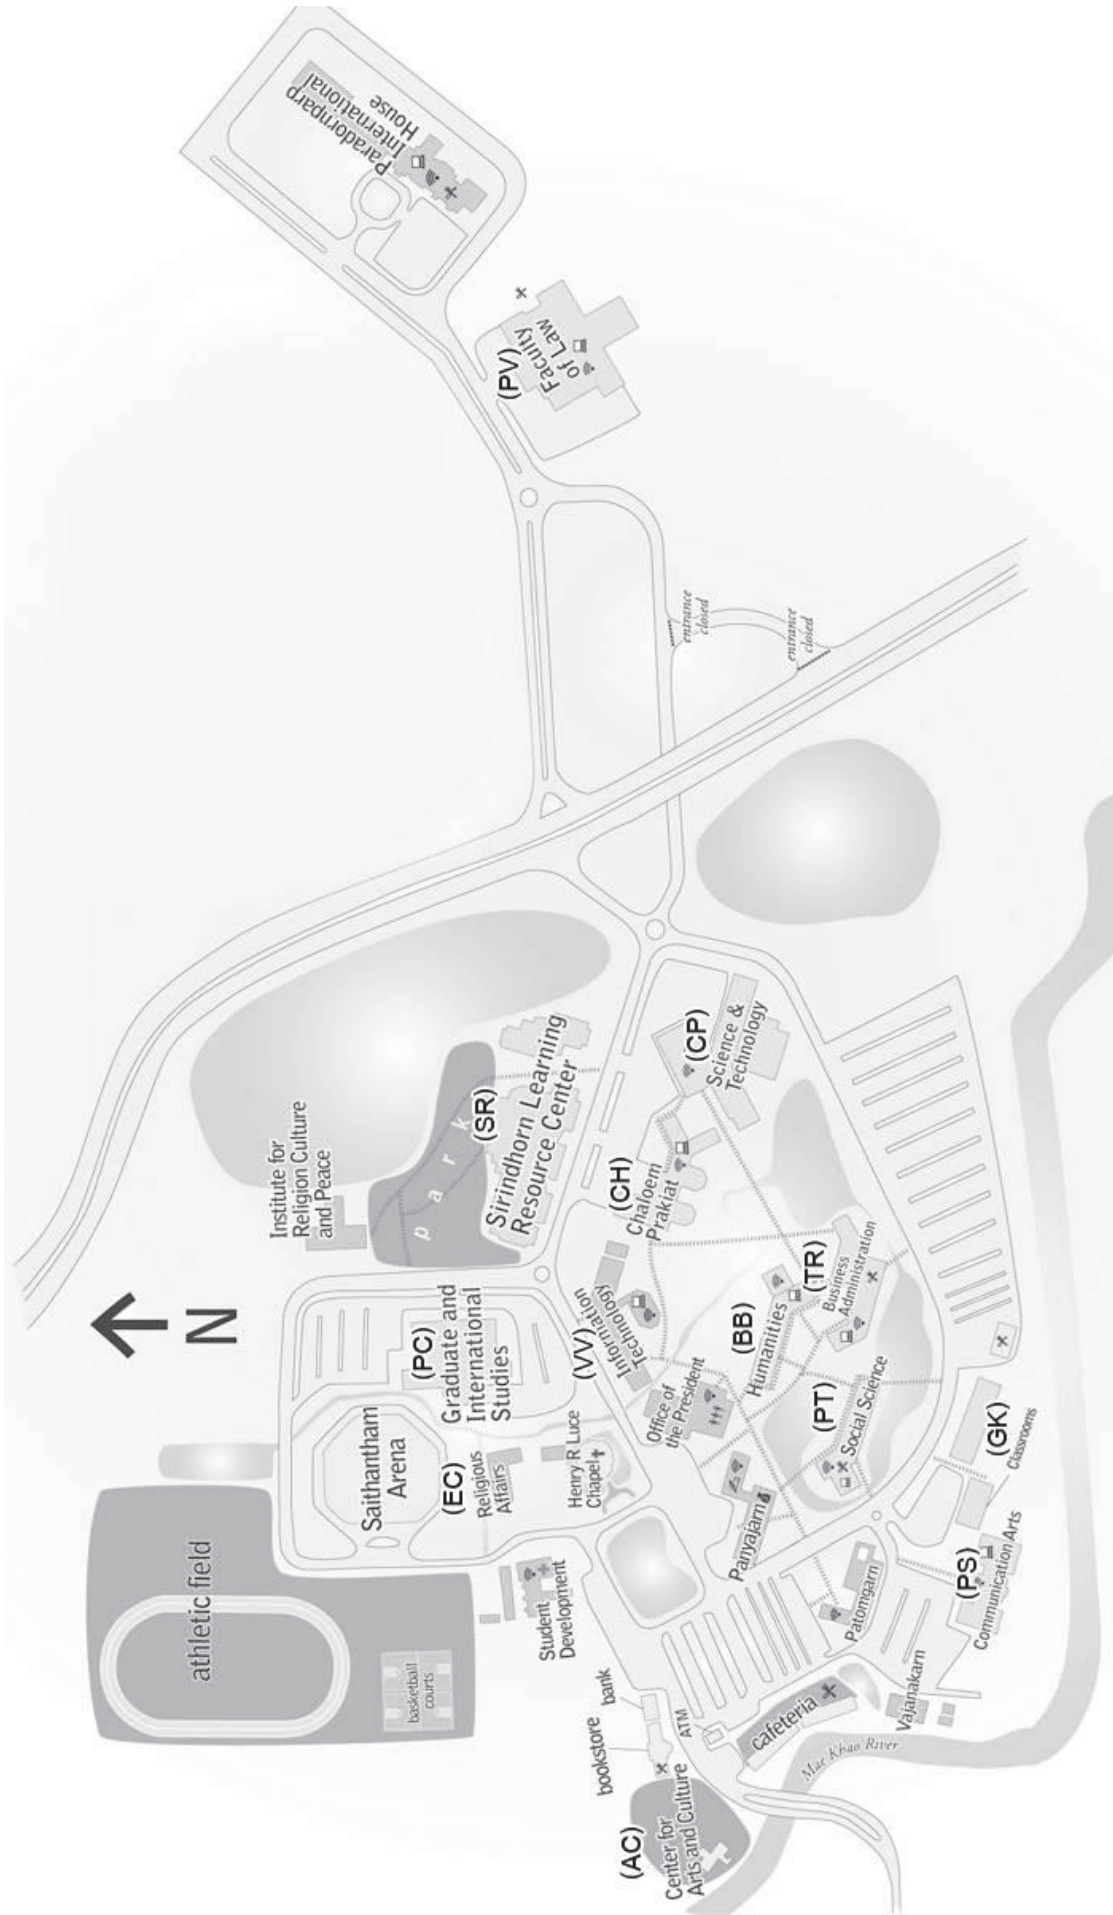 Paradornparp
International
House
(PV)
Faculty
of Law
entrance
closed
entrance
closed
Institute for
Religion Culture
and Peace
park
(SR)
Sirindhorn Learning
Resource Center
(CP)
Science &
Technology
(CH)
Chaloem
Prakiat
N
(PC)
Graduate and
International
Studies
(VV)
Information
Technology
(TR)
Business
Administration
(BB)
Humanities
Office of
the President
(PT)
Social Science
(GK)
Classrooms
Saithantham
Arena
(EC)
Religious
Affairs
Henry R Luce
Chapel
Panyajarn
athletic field
basketball
courts
Student
Development
Patomgarn
(PS)
Communication Arts
bookstore
bank
ATM
cafeteria
Vajanakarn
Mae Khao River
(AC)
Center for
Arts and Culture